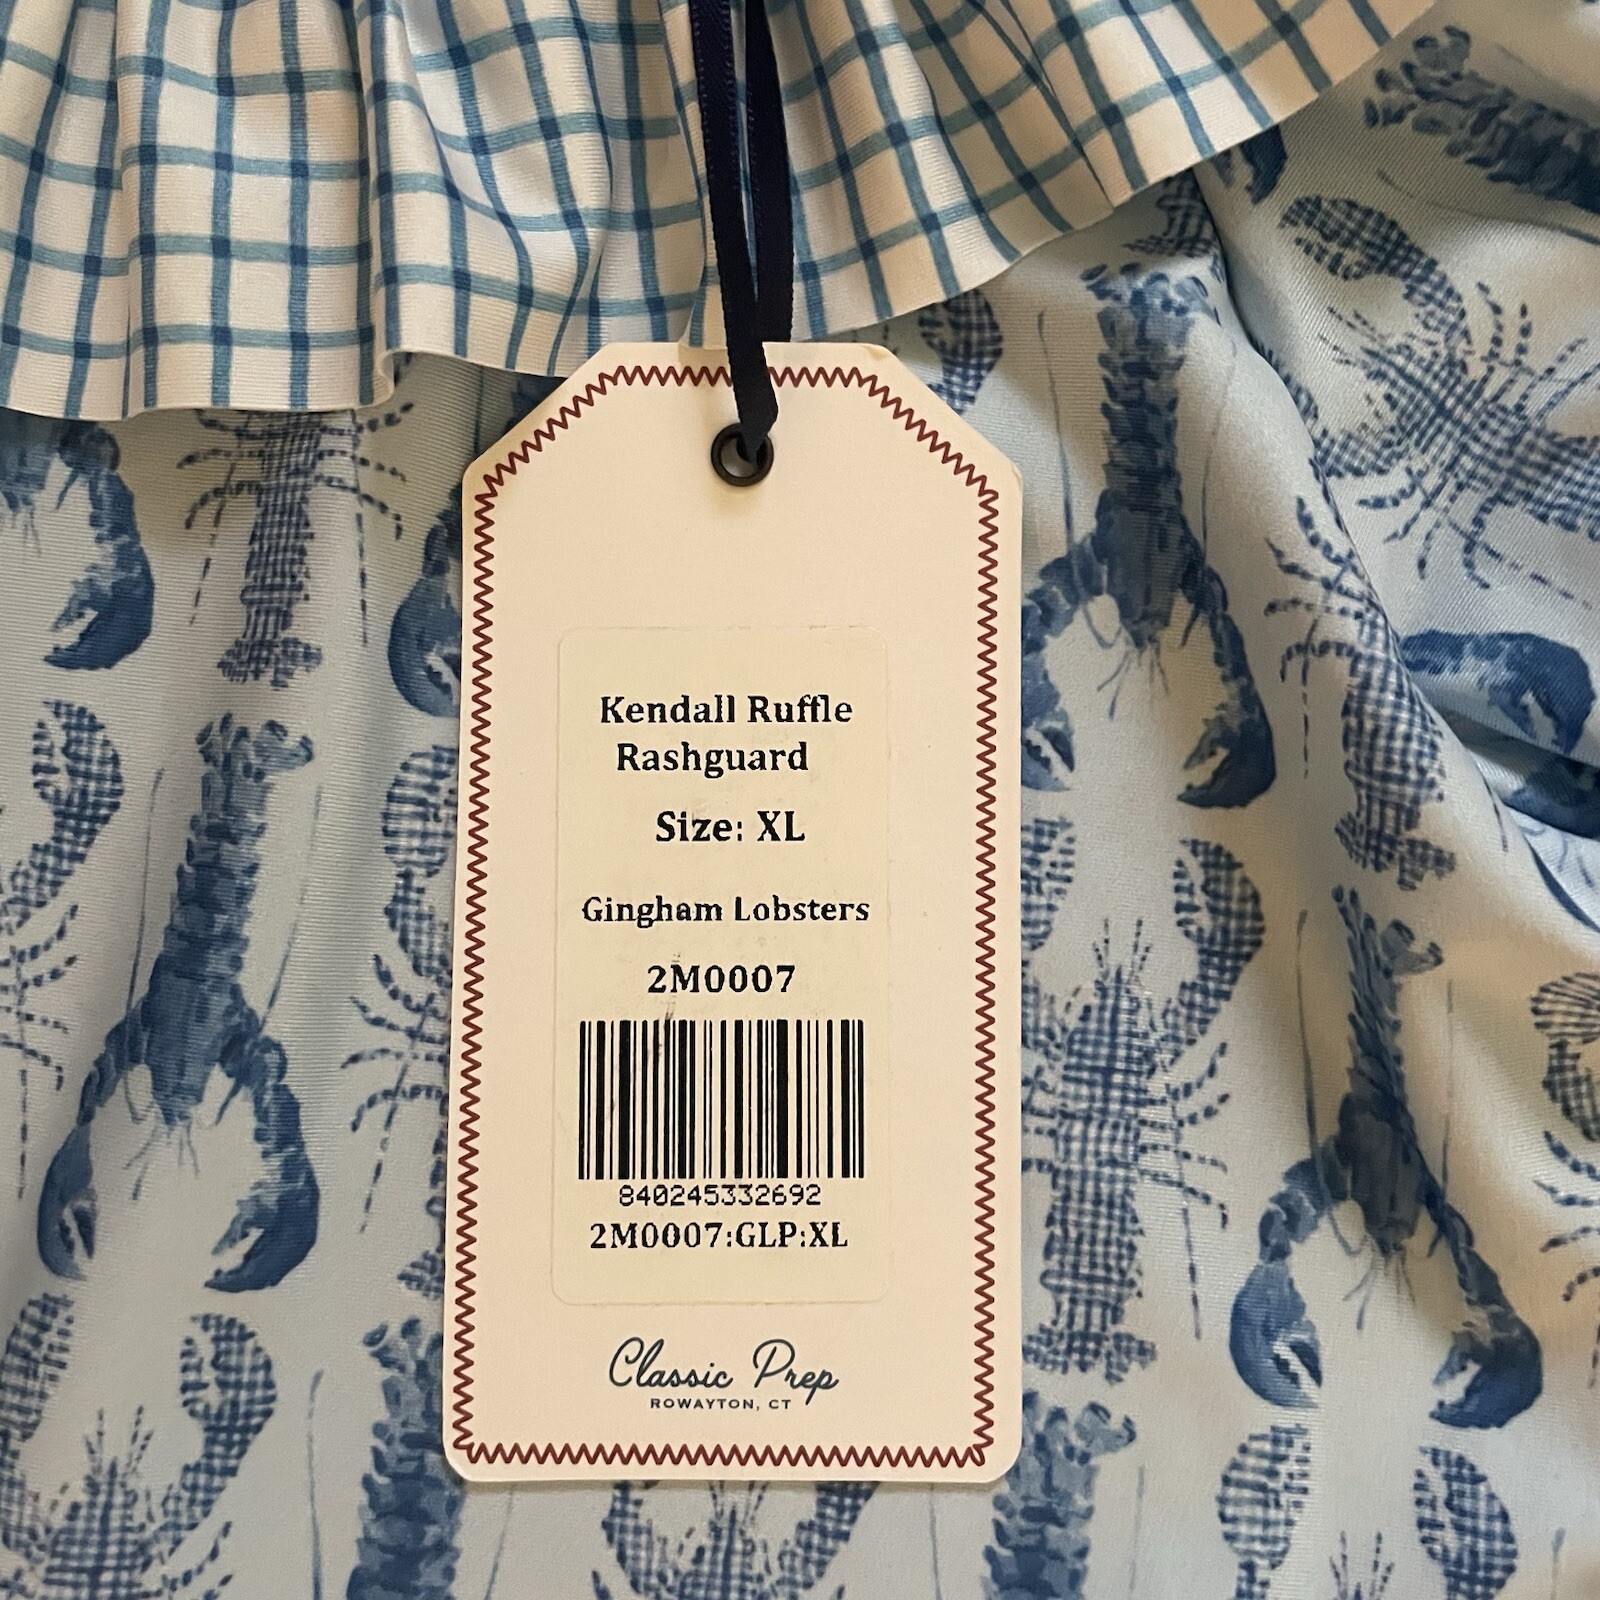 Kendall Ruffle
Rashguard
Size: XL
Gingham Lobsters
2M0007
840245332692
2M0007:GLP:XL
Classic Prep
ROWAYTON, CT